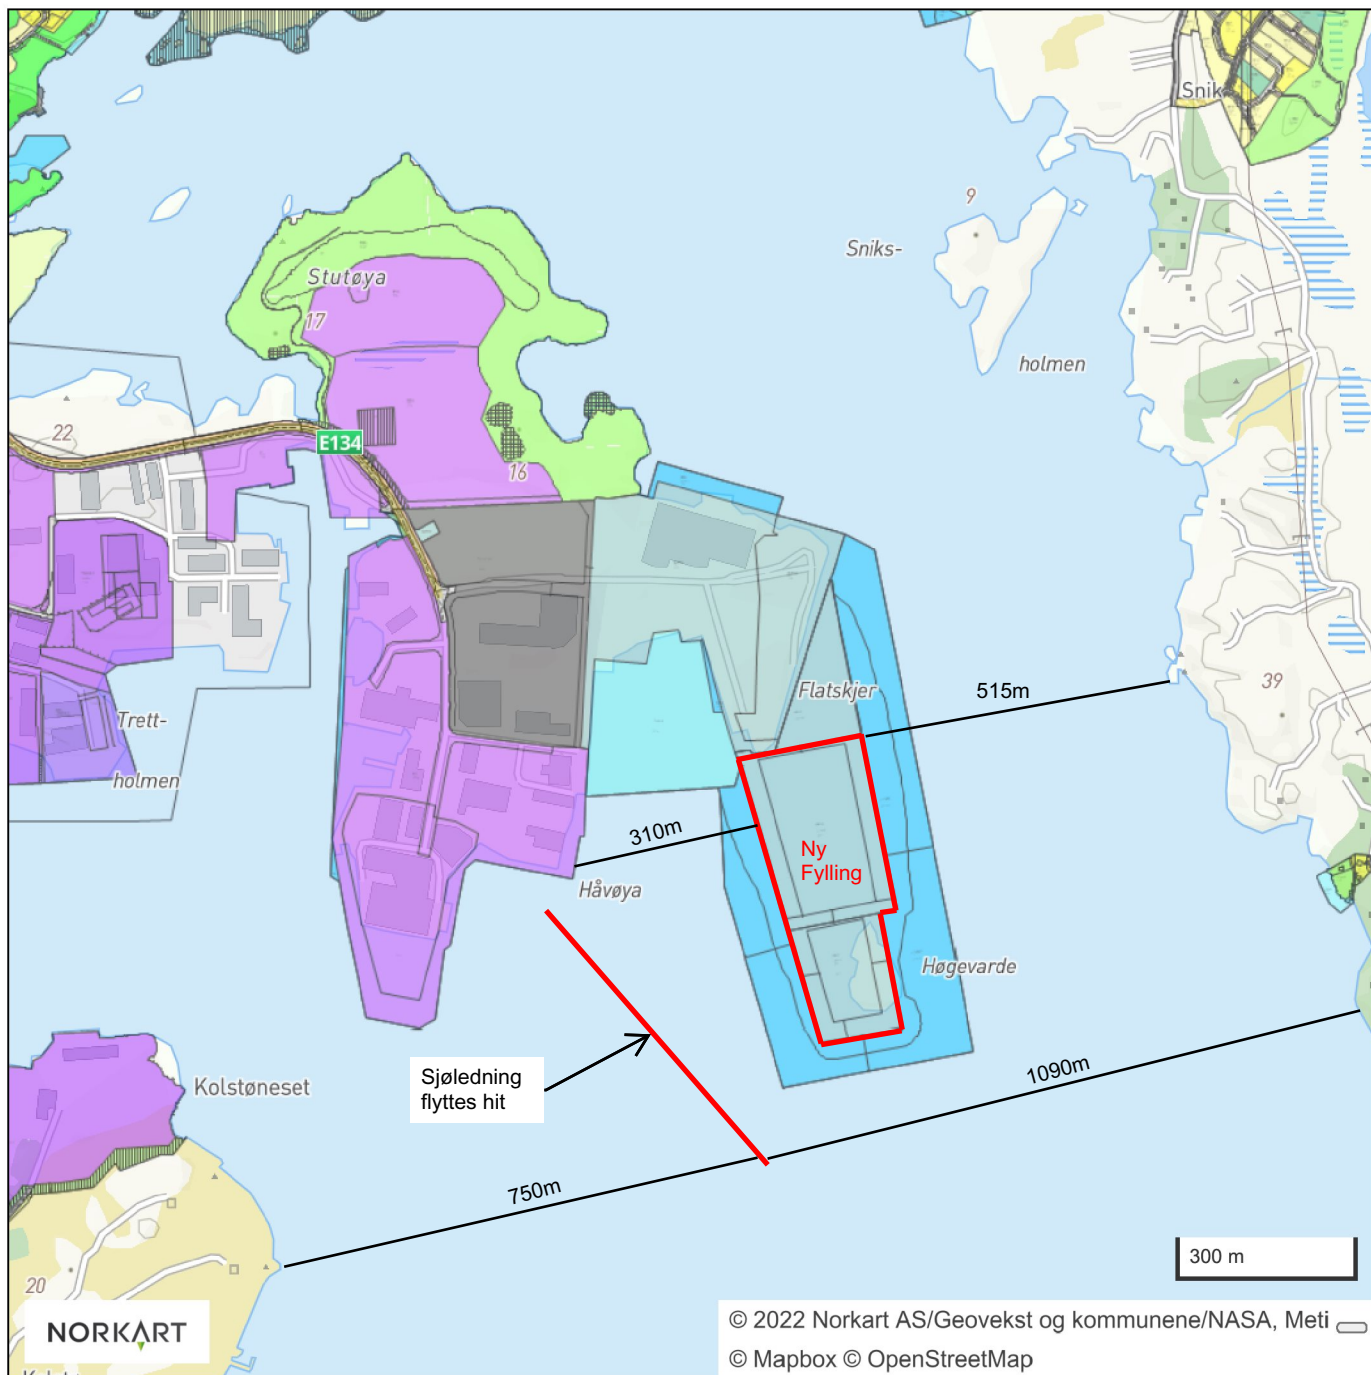 Snik
9
Sniks-
holmen
Stutøya
17
22
E134
16
Flatskjer
515m
39
Trett-
holmen
310m
Ny
Fylling
Håvøya
Høgevarde
Sjøledning
flyttes hit
Kolstøneset
1090m
750m
300 m
20
NORKART
© 2022 Norkart AS/Geovekst og kommunene/NASA, Meti
© Mapbox © OpenStreetMap